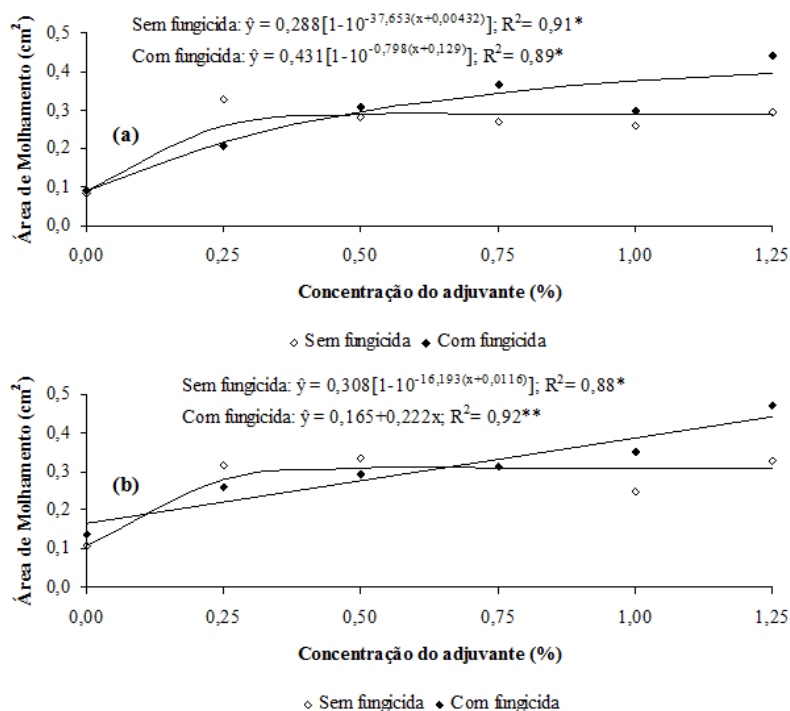 Sem fungicida: ŷ = 0,288[1-10^-37,653(x+0,00432)]; R²= 0,91*
Com fungicida: ŷ = 0,431[1-10^-0,798(x+0,129)]; R²= 0,89*
Área de Molhamento (cm²)
0,5
0,4
0,3
(a)
0,2
0,1
0,0
0,00 0,25 0,50 0,75 1,00 1,25
Concentração do adjuvante (%)
Sem fungicida Com fungicida
Sem fungicida: ŷ = 0,308[1-10^-16,193(x+0,0116)]; R²= 0,88*
Com fungicida: ŷ = 0,165+0,222x; R²= 0,92**
Área de Molhamento (cm²)
0,5
0,4
0,3
(b)
0,2
0,1
0,0
0,00 0,25 0,50 0,75 1,00 1,25
Concentração do adjuvante (%)
Sem fungicida Com fungicida